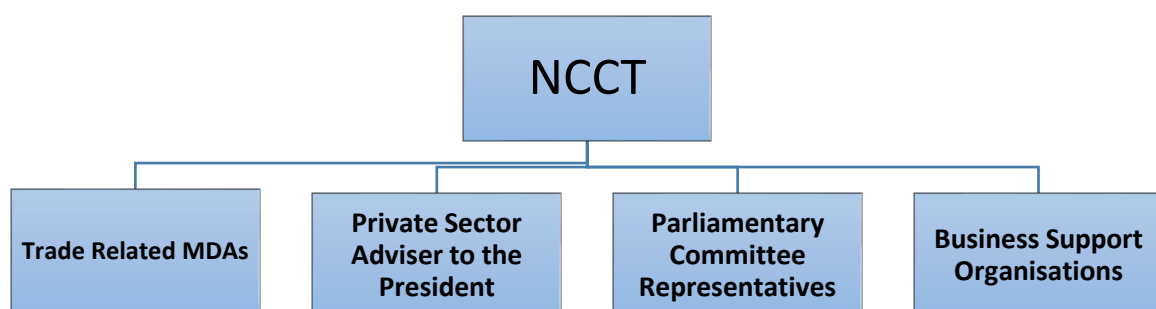 NCCT
Trade Related MDAs
Private Sector
Adviser to the
President
Parliamentary
Committee
Representatives
Business Support
Organisations